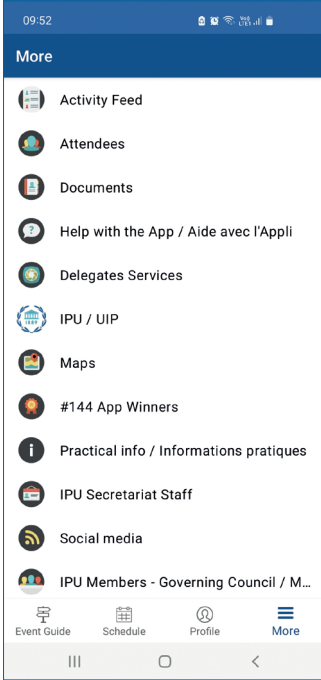 09:52
More
Activity Feed
Attendees
Documents
Help with the App / Aide avec l'Appli
Delegates Services
IPU / UIP
Maps
#144 App Winners
Practical info / Informations pratiques
IPU Secretariat Staff
Social media
IPU Members - Governing Council / M...
Event Guide
Schedule
Profile
More